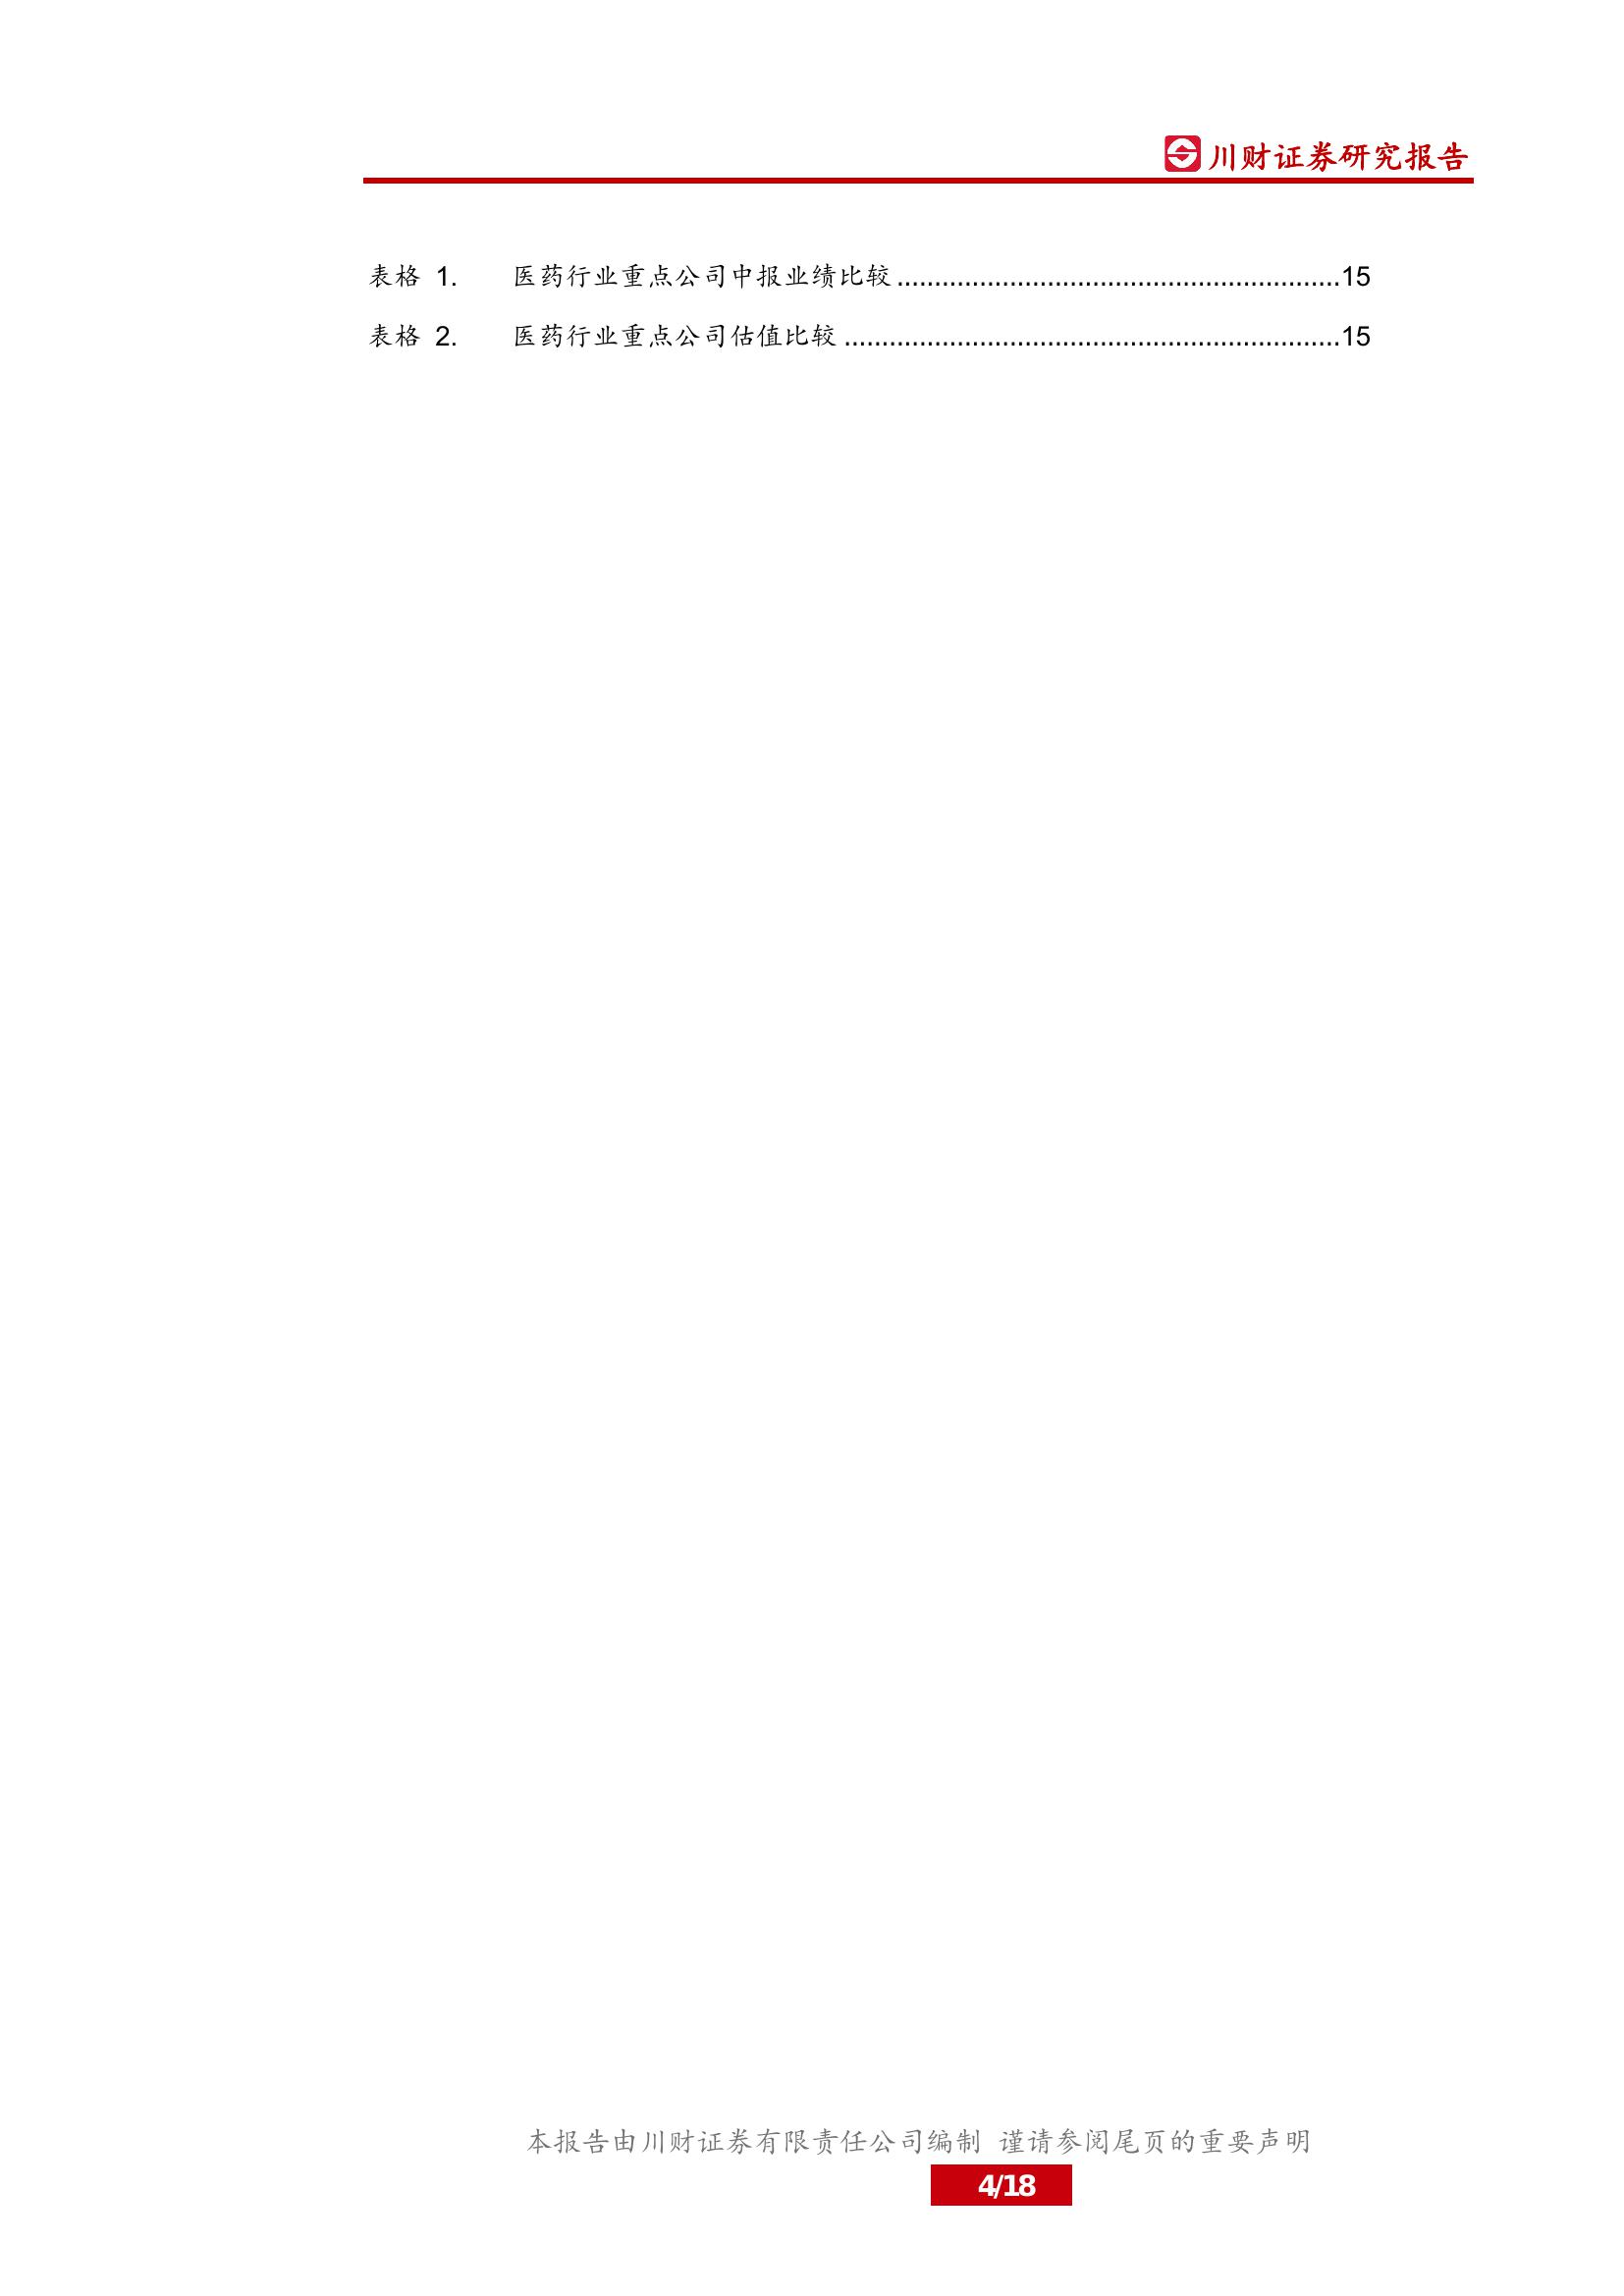 川财证券研究报告
表格 1. 医药行业重点公司中报业绩比较............................................................15
表格 2. 医药行业重点公司估值比较...................................................................15
本报告由川财证券有限责任公司编制 谨请参阅尾页的重要声明
4/18